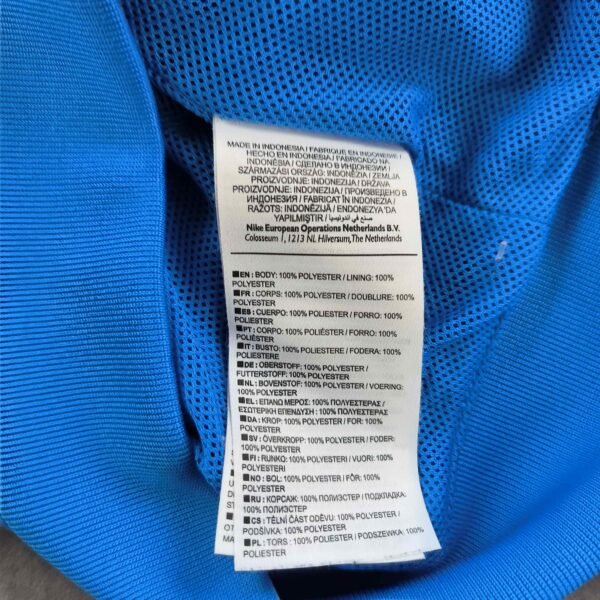 MADE IN INDONESIA / FABRIQUE EN INDONESIE /
HECHO EN INDONESIA / FABRICADO NA
INDONÉSIA / СДЕЛАНО В ИНДОНЕЗИИ /
SZÁRMAZÁSI ORSZÁG: INDONÉZIA / ZEMLJA
PROIZVODNJE: INDONEZIJA / DRŽAVA
PROIZVODNJE: INDONEZIJA / ПРОИЗВЕДЕНО В
ИНДОНЕЗИЯ / FABRICAT ÎN INDONEZIA /
RAŽOTS: INDONĒZIJĀ / ENDONEZYA'DA
YAPILMIŞTIR / صنع في اندونيسيا
Nike European Operations Netherlands B.V.
Colosseum 1, 1213 NL Hilversum, The Netherlands
EN: BODY: 100% POLYESTER / LINING: 100%
POLYESTER
FR: CORPS: 100% POLYESTER / DOUBLURE: 100%
POLYESTER
ES: CUERPO: 100% POLIÉSTER / FORRO: 100%
POLIÉSTER
PT: CORPO: 100% POLIÉSTER / FORRO: 100%
POLIÉSTER
IT: BUSTO: 100% POLIESTERE / FODERA: 100%
POLIESTERE
DE: OBERSTOFF: 100% POLYESTER /
FUTTERSTOFF: 100% POLYESTER
NL: BOVENSTOF: 100% POLYESTER / VOERING:
100% POLYESTER
EL: ΕΠΑΝΩ ΜΕΡΟΣ: 100% ΠΟΛΥΕΣΤΕΡΑΣ /
ΕΣΩΤΕΡΙΚΗ ΕΠΕΝΔΥΣΗ: 100% ΠΟΛΥΕΣΤΕΡΑΣ
DA: KROP: 100% POLYESTER / FOR: 100%
POLYESTER
SV: ÖVERKROPP: 100% POLYESTER / FODER:
100% POLYESTER
FI: RUNKO: 100% POLYESTERI / VUORI: 100%
POLYESTERI
NO: BOL: 100% POLYESTER / FÔR: 100%
POLYESTER
RU: КОРСАЖ: 100% ПОЛИЭСТЕР / ПОДКЛАДКА:
100% ПОЛИЭСТЕР
CS: TĚLNÍ ČÁST ODĚVU: 100% POLYESTER /
PODŠÍVKA: 100% POLYESTER
PL: TORS: 100% POLIESTER / PODSZEWKA: 100%
POLIESTER